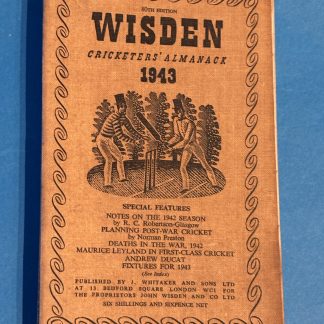 80TH EDITION
WISDEN
CRICKETERS' ALMANACK
1943
SPECIAL FEATURES
NOTES ON THE 1942 SEASON
by R. C. Robertson-Glasgow
PLANNING POST-WAR CRICKET
by Norman Preston
DEATHS IN THE WAR, 1942
MAURICE LEYLAND IN FIRST-CLASS CRICKET
ANDREW DUCAT
FIXTURES FOR 1943
(See Index)
PUBLISHED BY J. WHITAKER AND SONS LTD
AT 13 BEDFORD SQUARE LONDON WC1 FOR
THE PROPRIETORS JOHN WISDEN AND CO LTD
SIX SHILLINGS AND SIXPENCE NET